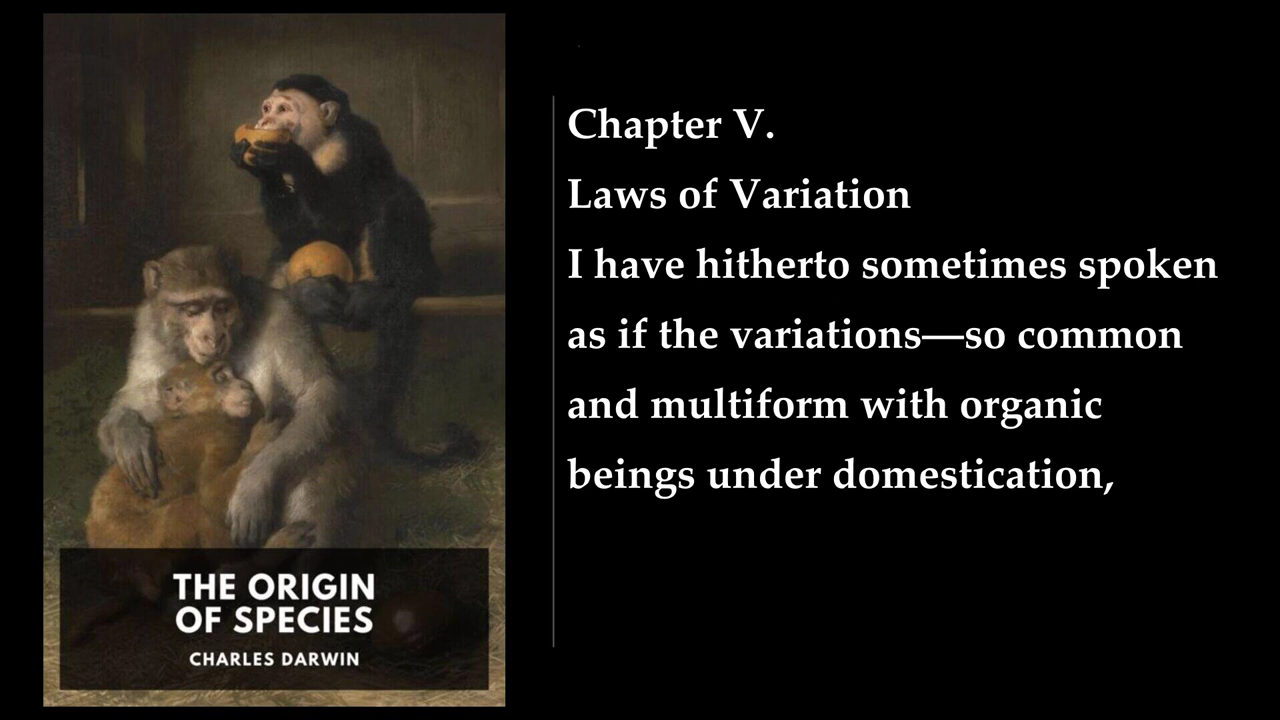 THE ORIGIN
OF SPECIES
CHARLES DARWIN
Chapter V.
Laws of Variation
I have hitherto sometimes spoken
as if the variations—so common
and multiform with organic
beings under domestication,